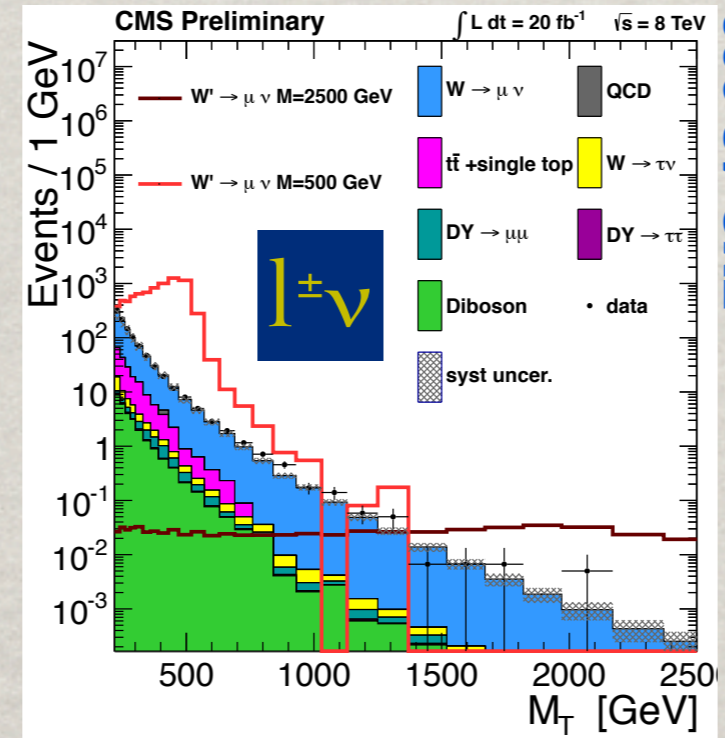 CMS Preliminary ∫ L dt = 20 fb⁻¹ √s = 8 TeV
Events / 1 GeV
10⁷
10⁶
10⁵
10⁴
10³
10²
10
1
10⁻¹
10⁻²
10⁻³
W' → μ ν M=2500 GeV
W' → μ ν M=500 GeV
W → μ ν
QCD
tt̄ +single top
W → τν
DY → μμ
DY → ττ
Diboson
data
syst uncer.
l±ν
500 1000 1500 2000 2500
M_T [GeV]